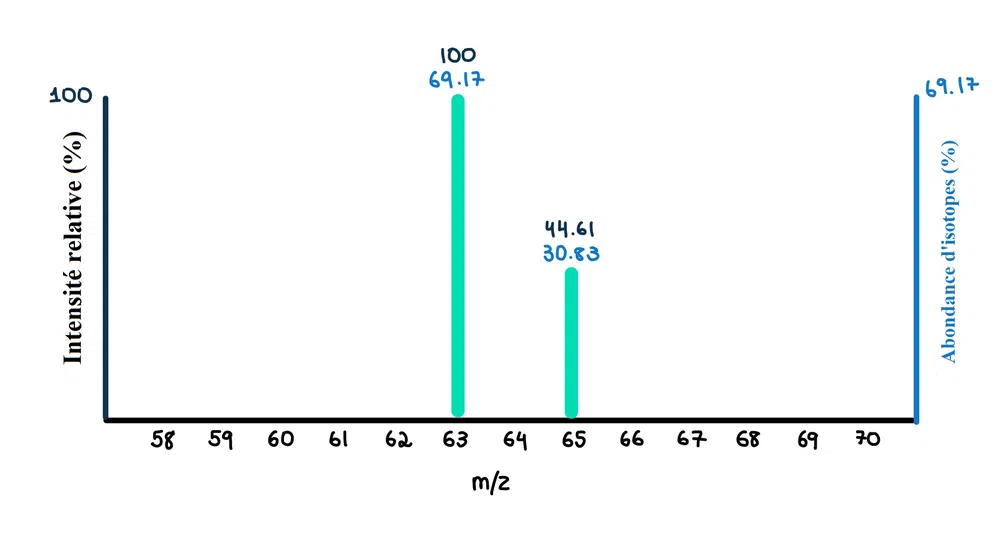 100
69.17
100
69.17
Intensité relative (%)
44.61
30.83
Abondance d'isotopes (%)
58 59 60 61 62 63 64 65 66 67 68 69 70
m/z